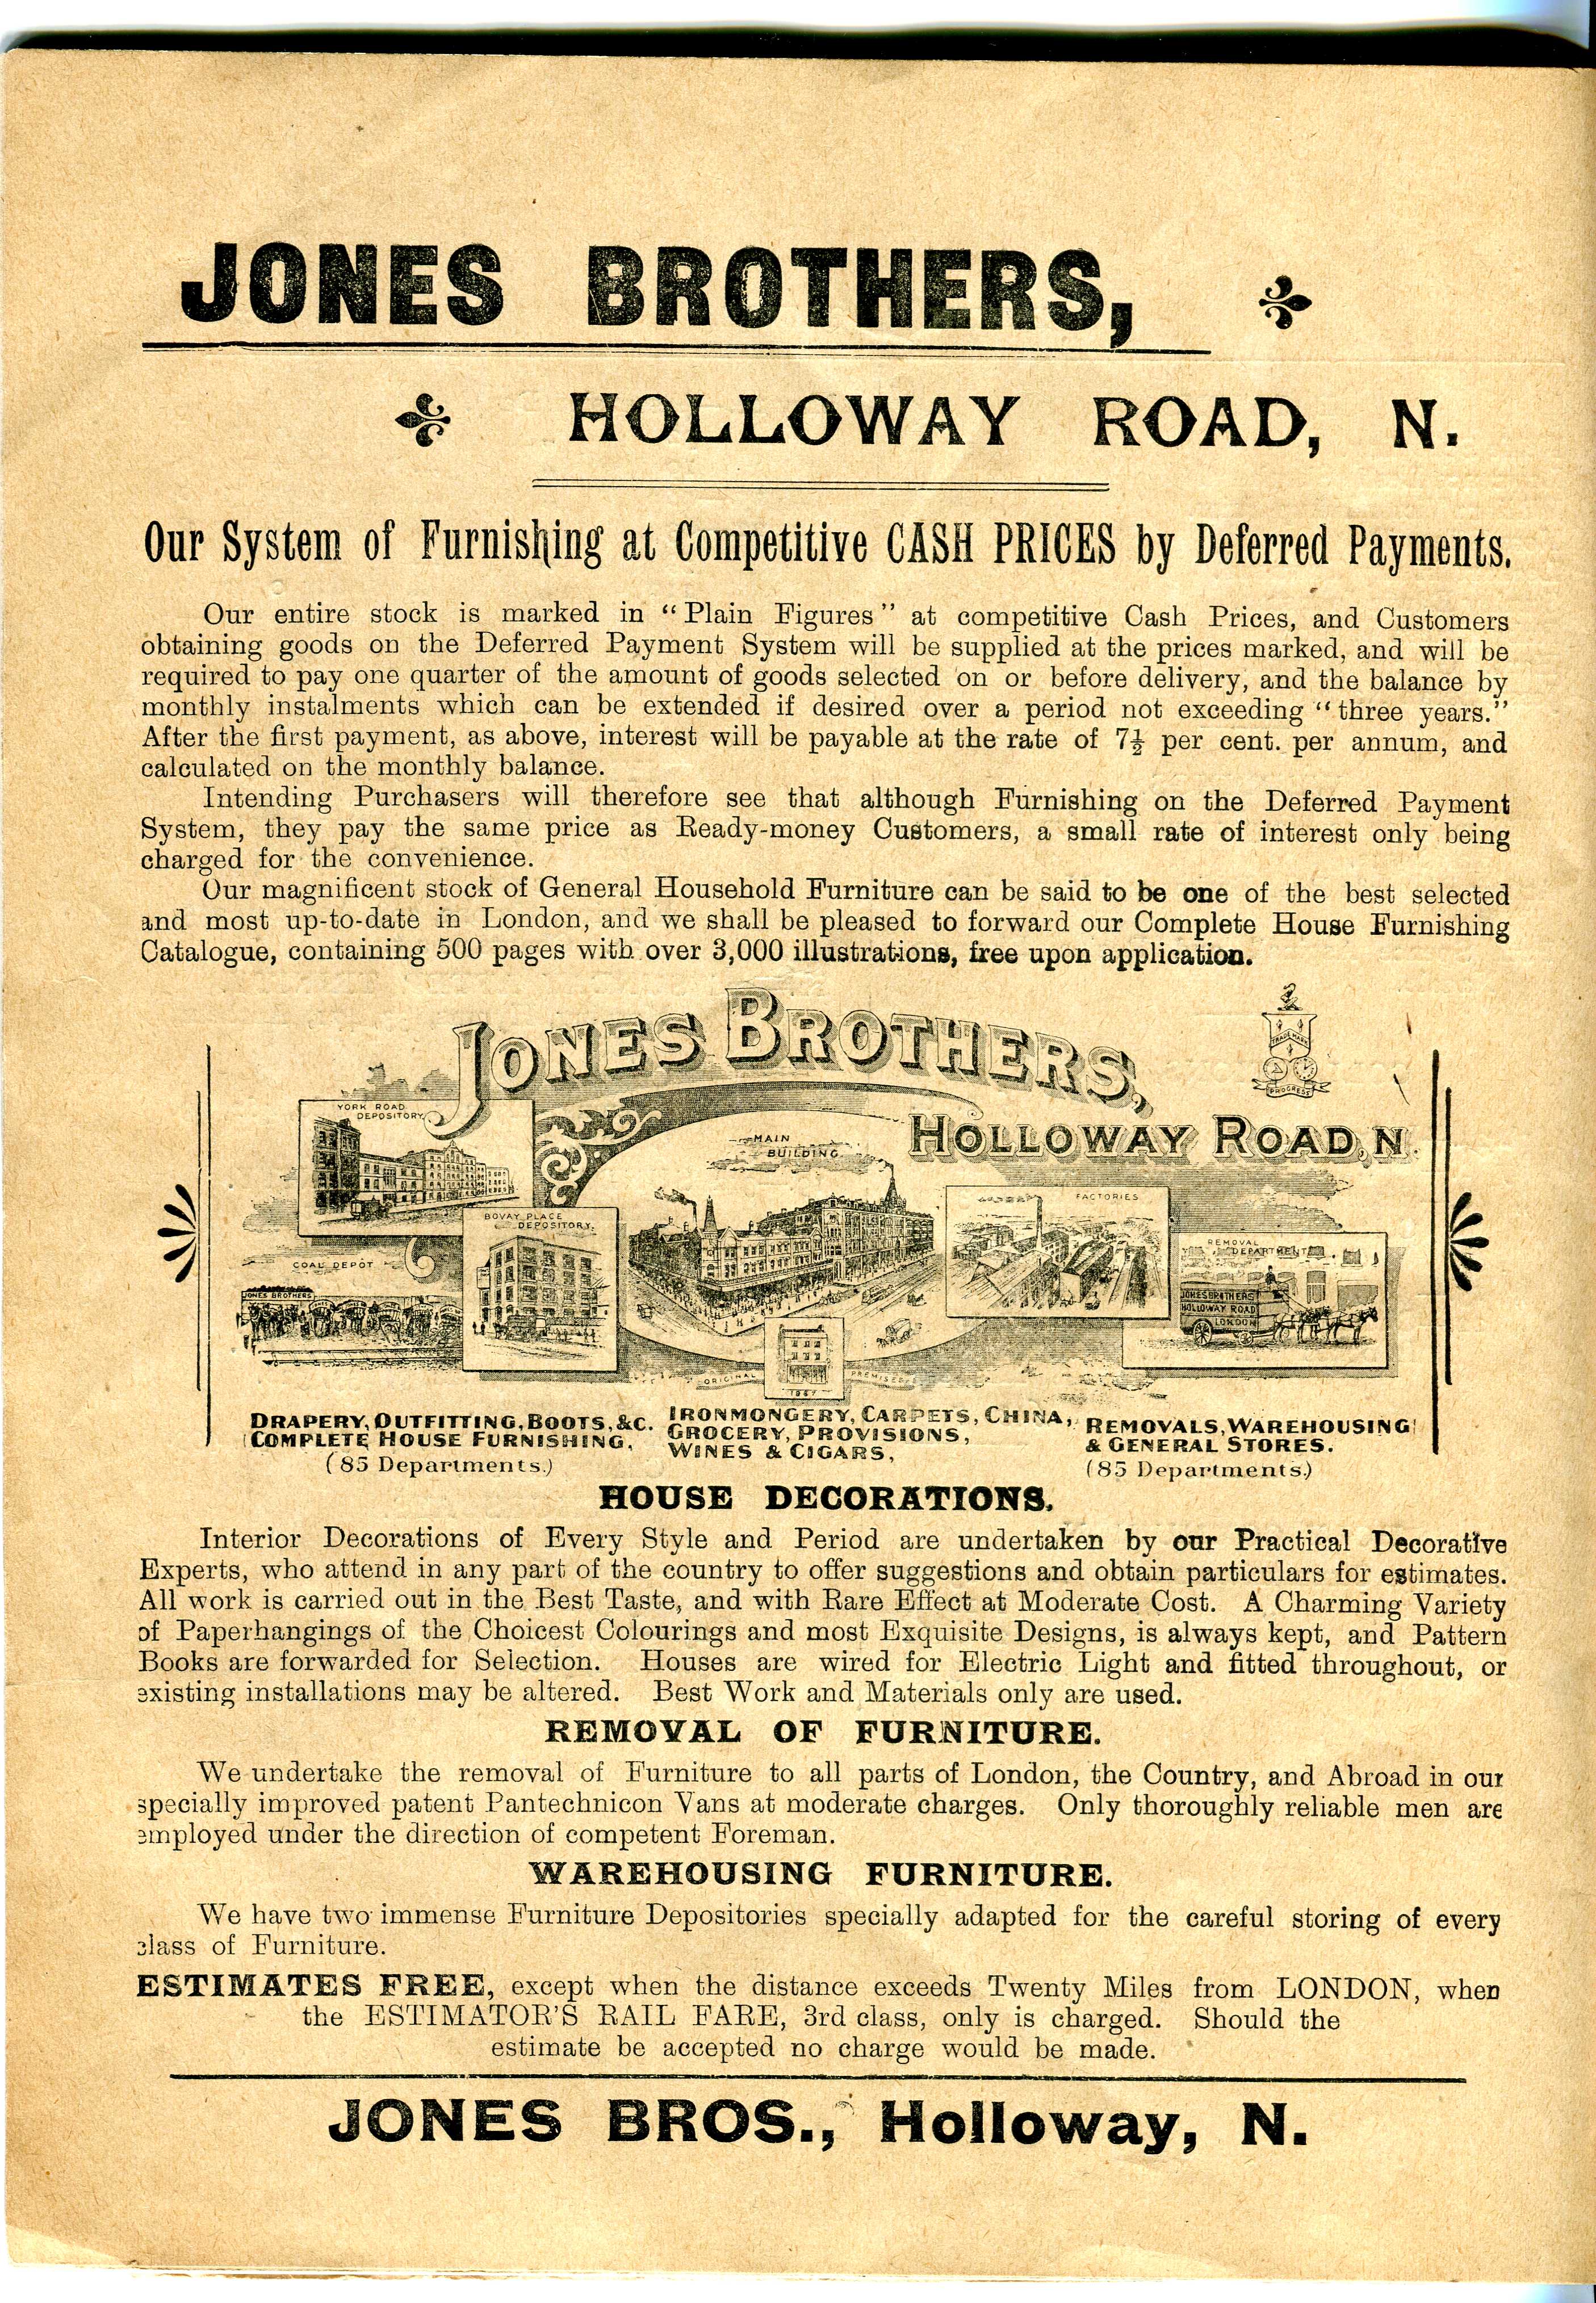 JONES BROTHERS,
HOLLOWAY ROAD, N.
Our System of Furnishing at Competitive CASH PRICES by Deferred Payments.
Our entire stock is marked in "Plain Figures" at competitive Cash Prices, and Customers
obtaining goods on the Deferred Payment System will be supplied at the prices marked, and will be
required to pay one quarter of the amount of goods selected on or before delivery, and the balance by
monthly instalments which can be extended if desired over a period not exceeding "three years."
After the first payment, as above, interest will be payable at the rate of 7½ per cent. per annum, and
calculated on the monthly balance.
Intending Purchasers will therefore see that although Furnishing on the Deferred Payment
System, they pay the same price as Ready-money Customers, a small rate of interest only being
charged for the convenience.
Our magnificent stock of General Household Furniture can be said to be one of the best selected
and most up-to-date in London, and we shall be pleased to forward our Complete House Furnishing
Catalogue, containing 500 pages with over 3,000 illustrations, free upon application.
JONES BROTHERS,
HOLLOWAY ROAD, N.
TRADE MARK
PROGRESS
YORK ROAD
DEPOSITORY.
MAIN
BUILDING.
BOVAY PLACE
DEPOSITORY.
FACTORIES
REMOVAL
DEPARTMENT
COAL DEPOT
JONES BROTHERS
JONES BROTHERS
HOLLOWAY ROAD
LONDON
ORIGINAL PREMISES
1867
DRAPERY, OUTFITTING, BOOTS, &C.
COMPLETE HOUSE FURNISHING,
(85 Departments.)
IRONMONGERY, CARPETS, CHINA,
GROCERY, PROVISIONS,
WINES & CIGARS,
REMOVALS, WAREHOUSING
& GENERAL STORES.
(85 Departments.)
HOUSE DECORATIONS.
Interior Decorations of Every Style and Period are undertaken by our Practical Decorative
Experts, who attend in any part of the country to offer suggestions and obtain particulars for estimates.
All work is carried out in the Best Taste, and with Rare Effect at Moderate Cost. A Charming Variety
of Paperhangings of the Choicest Colourings and most Exquisite Designs, is always kept, and Pattern
Books are forwarded for Selection. Houses are wired for Electric Light and fitted throughout, or
existing installations may be altered. Best Work and Materials only are used.
REMOVAL OF FURNITURE.
We undertake the removal of Furniture to all parts of London, the Country, and Abroad in our
specially improved patent Pantechnicon Vans at moderate charges. Only thoroughly reliable men are
employed under the direction of competent Foreman.
WAREHOUSING FURNITURE.
We have two immense Furniture Depositories specially adapted for the careful storing of every
class of Furniture.
ESTIMATES FREE, except when the distance exceeds Twenty Miles from LONDON, when
the ESTIMATOR'S RAIL FARE, 3rd class, only is charged. Should the
estimate be accepted no charge would be made.
JONES BROS., Holloway, N.